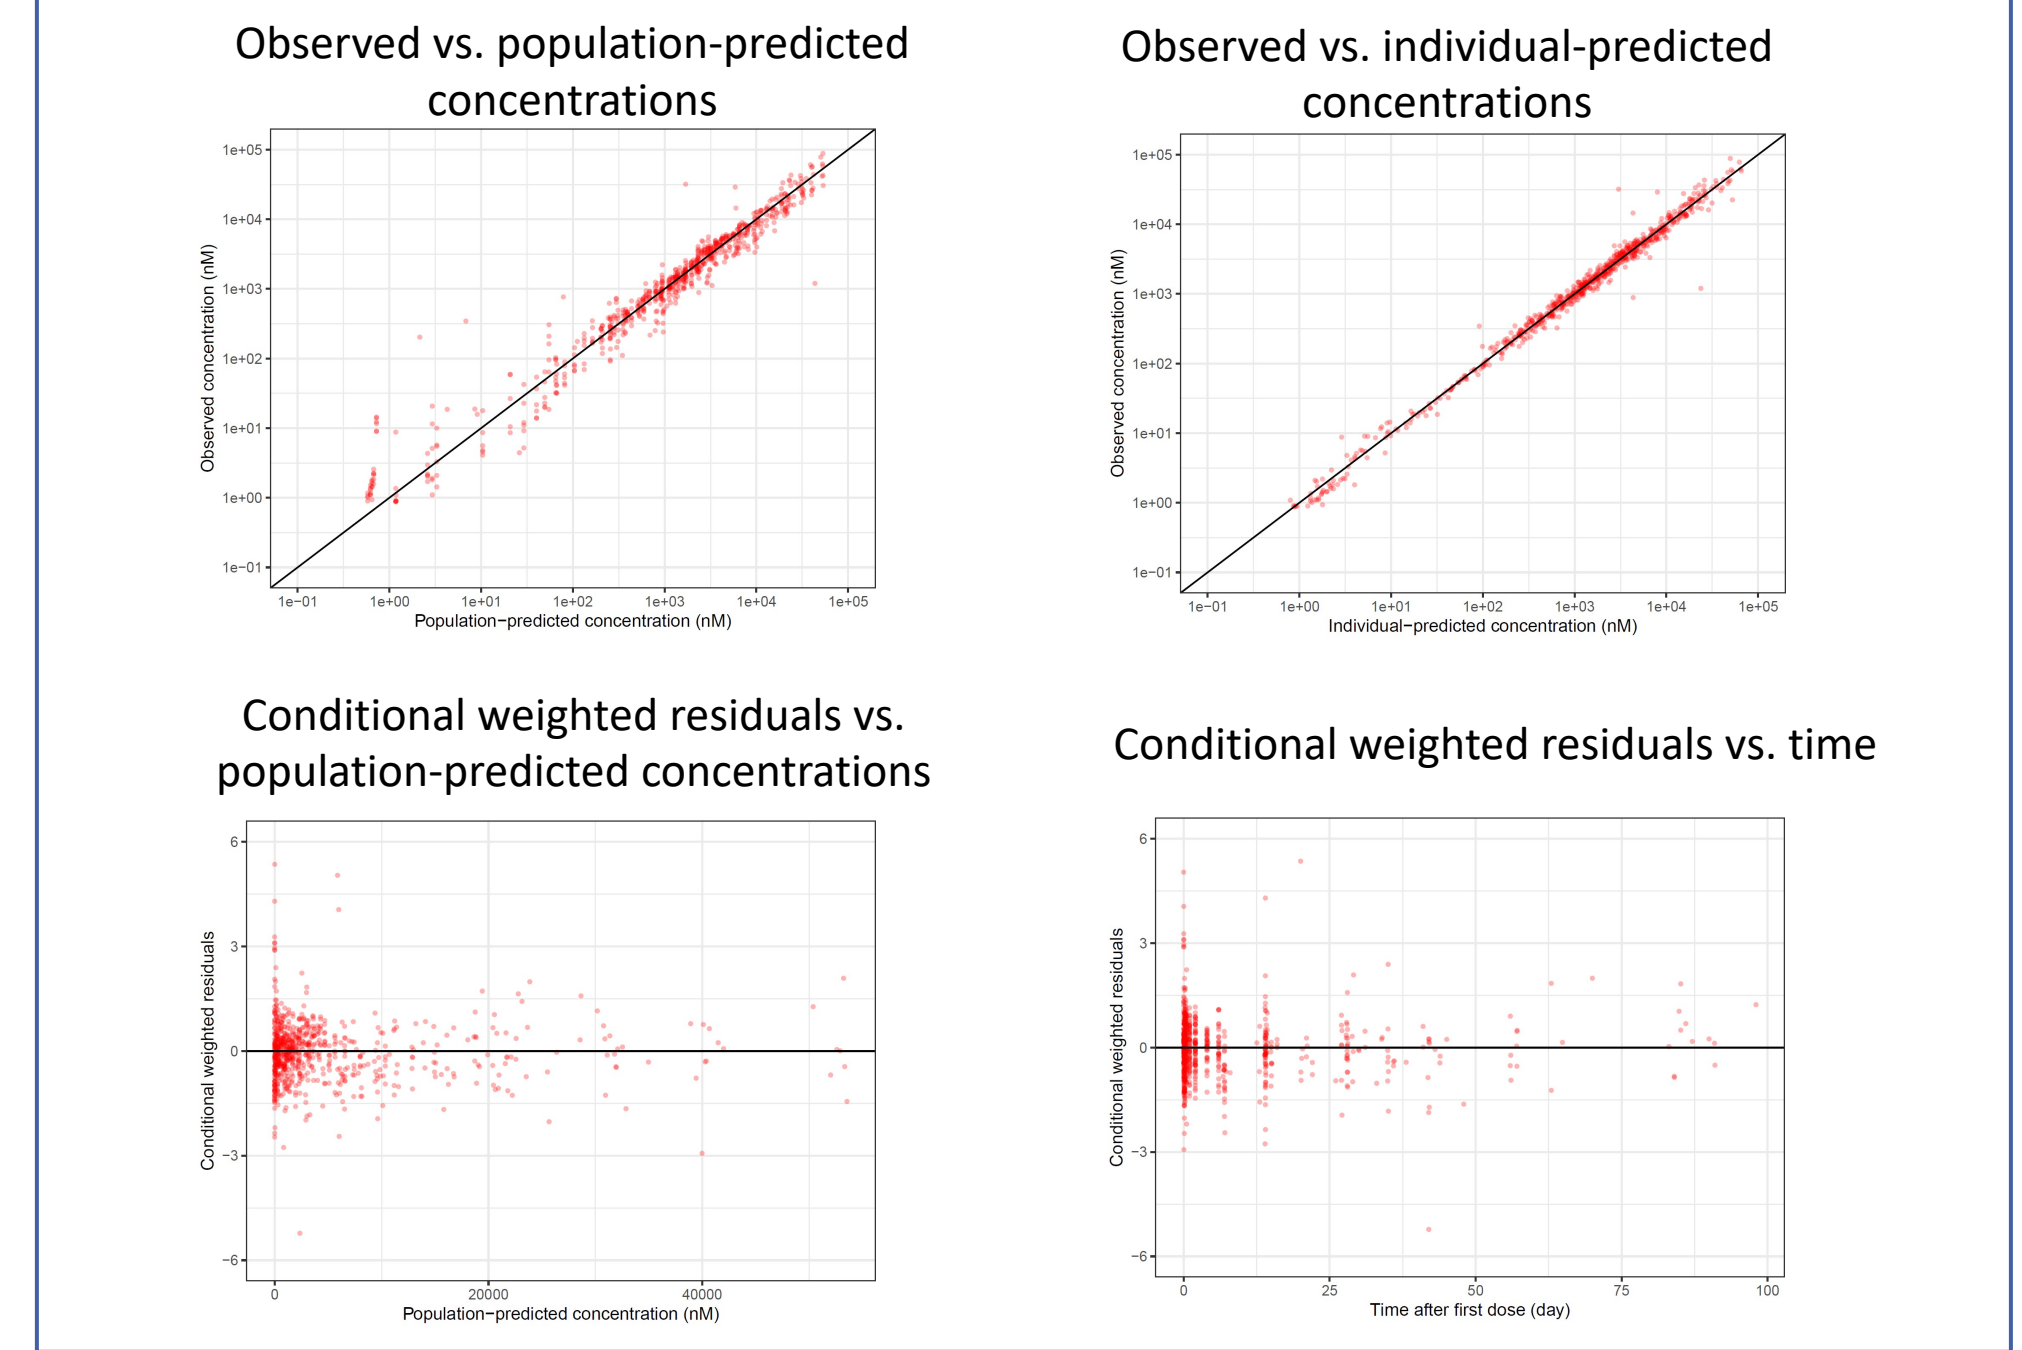 Observed vs. population-predicted
concentrations
1e+05
1e+04
1e+03
1e+02
1e+01
1e+00
1e−01
Observed concentration (nM)
1e−01 1e+00 1e+01 1e+02 1e+03 1e+04 1e+05
Population−predicted concentration (nM)
Observed vs. individual-predicted
concentrations
1e+05
1e+04
1e+03
1e+02
1e+01
1e+00
1e−01
Observed concentration (nM)
1e−01 1e+00 1e+01 1e+02 1e+03 1e+04 1e+05
Individual−predicted concentration (nM)
Conditional weighted residuals vs.
population-predicted concentrations
6
3
0
−3
−6
Conditional weighted residuals
0 20000 40000
Population−predicted concentration (nM)
Conditional weighted residuals vs. time
6
3
0
−3
−6
Conditional weighted residuals
0 25 50 75 100
Time after first dose (day)